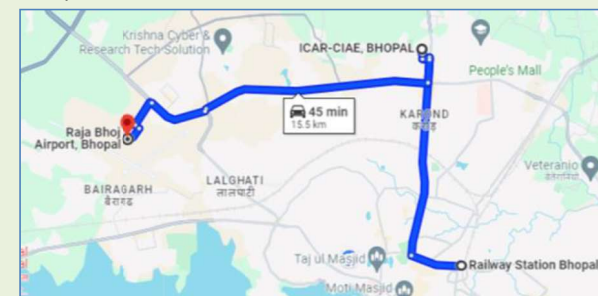 Krishna Cyber &
Research Tech Solution
ICAR-CIAE, BHOPAL
People's Mall
45 min
15.5 km
KAROND
करोंद
Raja Bhoj
Airport, Bhopal
Veteranio
LALGHATI
लालघाटी
BAIRAGARH
बैरागढ़
Taj ul Masjid
Railway Station Bhopal
Moti Masjid